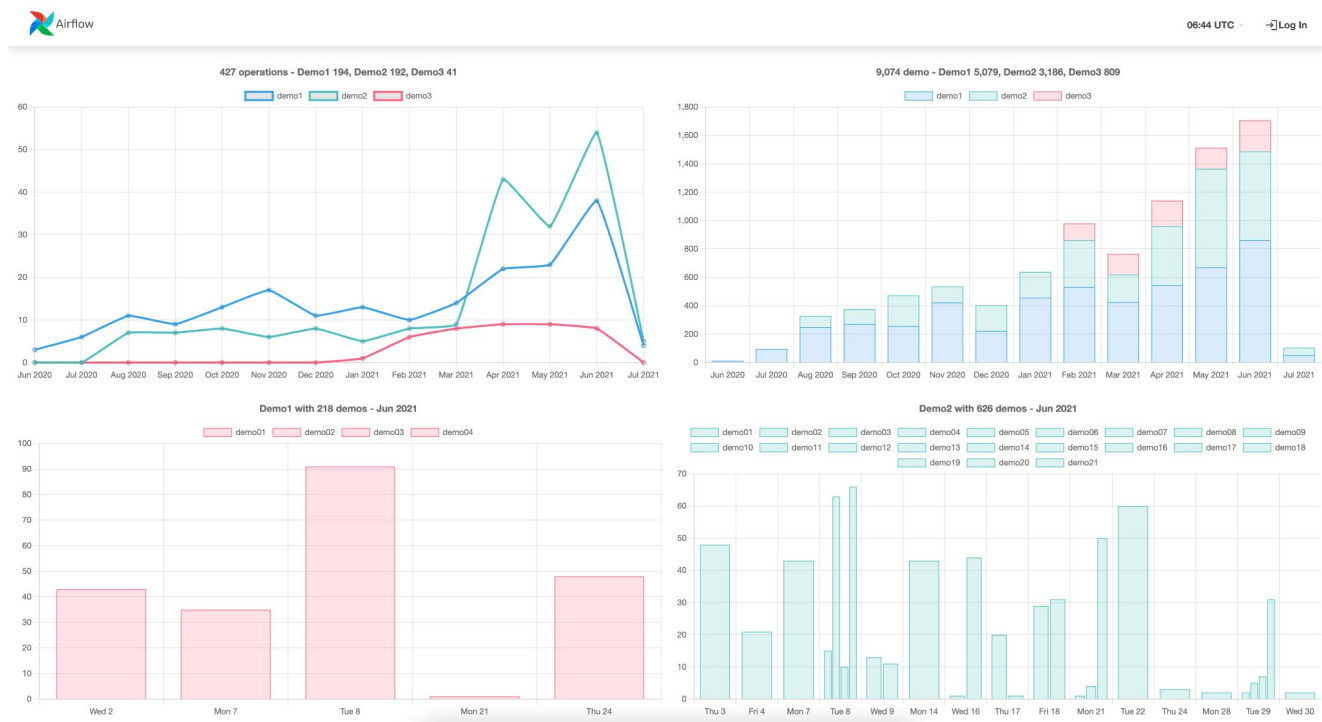 Airflow
06:44 UTC
Log In
427 operations - Demo1 194, Demo2 192, Demo3 41
demo1 demo2 demo3
60
50
40
30
20
10
0
Jun 2020 Jul 2020 Aug 2020 Sep 2020 Oct 2020 Nov 2020 Dec 2020 Jan 2021 Feb 2021 Mar 2021 Apr 2021 May 2021 Jun 2021 Jul 2021
9,074 demo - Demo1 5,079, Demo2 3,186, Demo3 809
demo1 demo2 demo3
1,800
1,600
1,400
1,200
1,000
800
600
400
200
0
Jun 2020 Jul 2020 Aug 2020 Sep 2020 Oct 2020 Nov 2020 Dec 2020 Jan 2021 Feb 2021 Mar 2021 Apr 2021 May 2021 Jun 2021 Jul 2021
Demo1 with 218 demos - Jun 2021
demo01 demo02 demo03 demo04
100
90
80
70
60
50
40
30
20
10
0
Wed 2 Mon 7 Tue 8 Mon 21 Thu 24
Demo2 with 626 demos - Jun 2021
demo01 demo02 demo03 demo04 demo05 demo06 demo07 demo08 demo09
demo10 demo11 demo12 demo13 demo14 demo15 demo16 demo17 demo18
demo19 demo20 demo21
70
60
50
40
30
20
10
0
Thu 3 Fri 4 Mon 7 Tue 8 Wed 9 Mon 14 Wed 16 Thu 17 Fri 18 Mon 21 Tue 22 Thu 24 Mon 28 Tue 29 Wed 30